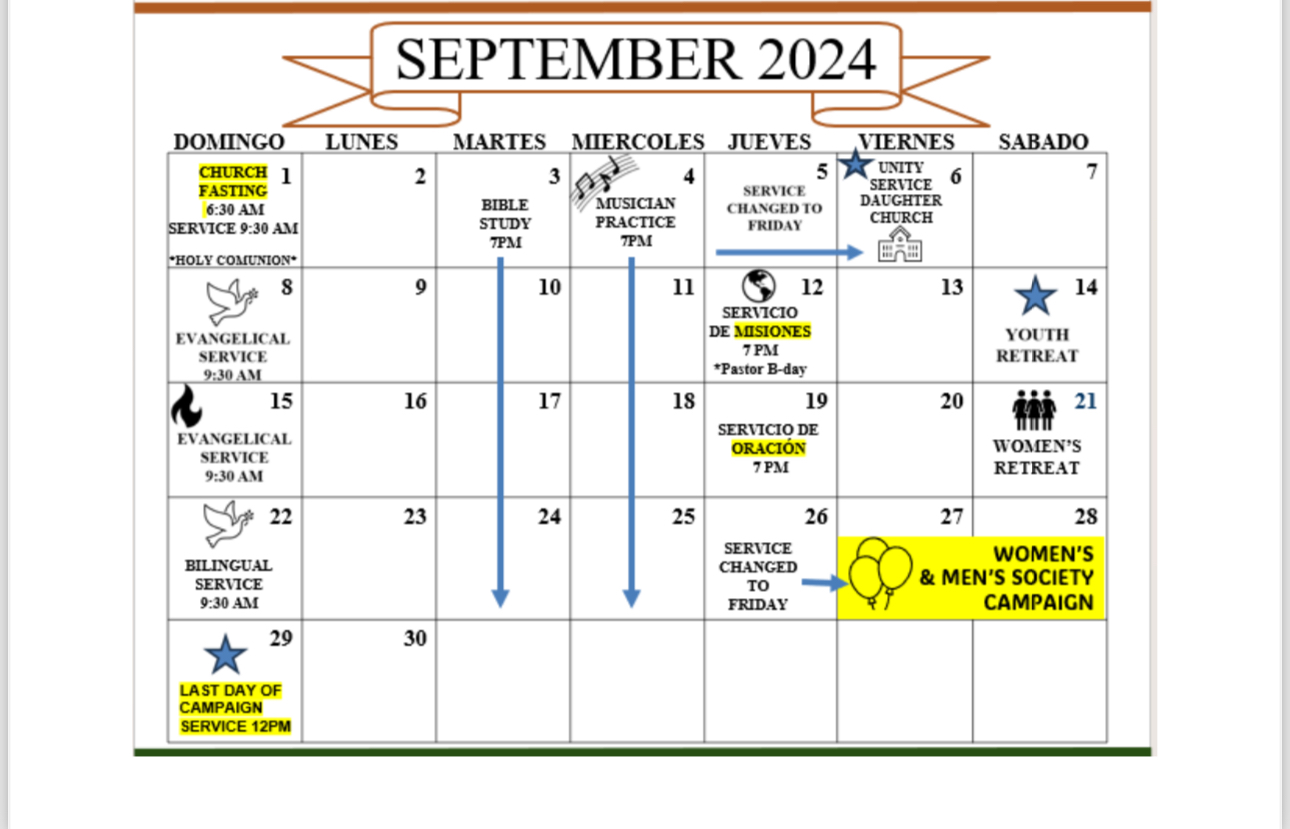 SEPTEMBER 2024
DOMINGO LUNES MARTES MIERCOLES JUEVES VIERNES SABADO
CHURCH 1
FASTING
6:30 AM
SERVICE 9:30 AM
*HOLY COMUNION*
2
3
BIBLE
STUDY
7PM
4
MUSICIAN
PRACTICE
7PM
5
SERVICE
CHANGED TO
FRIDAY
UNITY 6
SERVICE
DAUGHTER
CHURCH
7
8
EVANGELICAL
SERVICE
9:30 AM
9
10
11
12
SERVICIO
DE MISIONES
7 PM
*Pastor B-day
13
14
YOUTH
RETREAT
15
EVANGELICAL
SERVICE
9:30 AM
16
17
18
19
SERVICIO DE
ORACIÓN
7 PM
20
21
WOMEN'S
RETREAT
22
BILINGUAL
SERVICE
9:30 AM
23
24
25
26
SERVICE
CHANGED
TO
FRIDAY
27
28
WOMEN'S
& MEN'S SOCIETY
CAMPAIGN
29
LAST DAY OF
CAMPAIGN
SERVICE 12PM
30